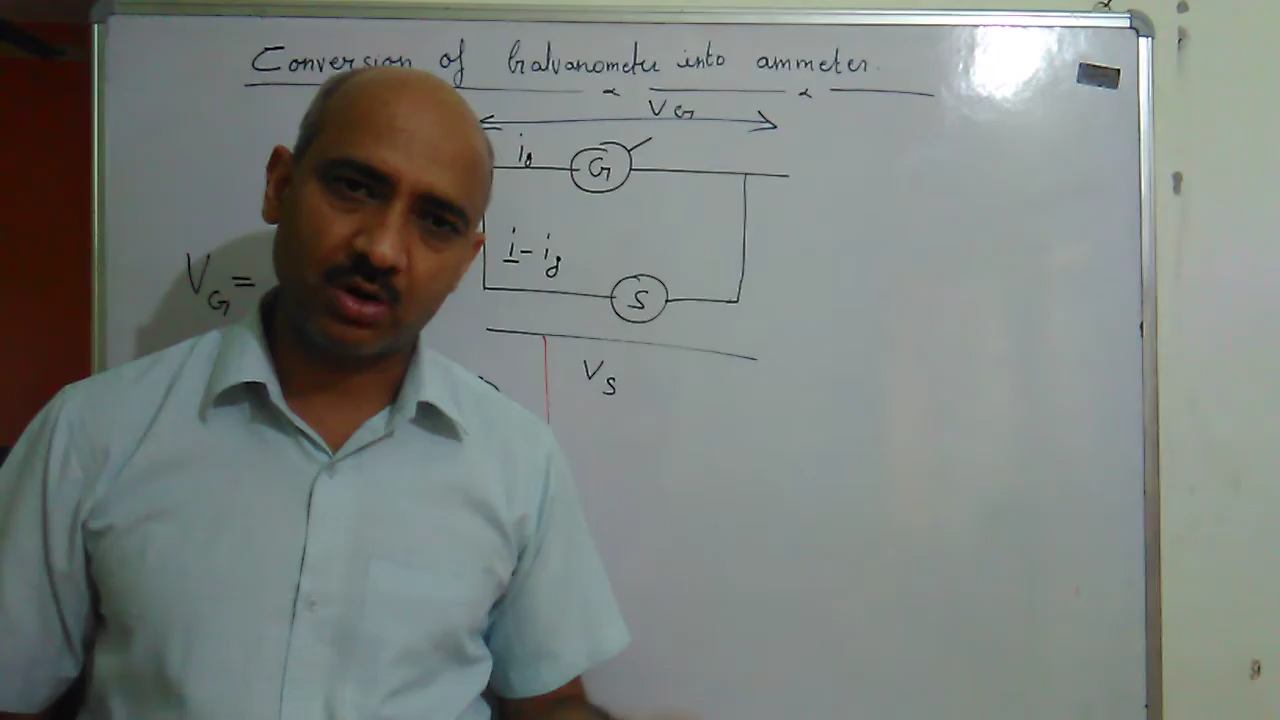 Conversion of Galvanometer into ammeter.
VG
ig
G
i-ig
VG=
S
VS